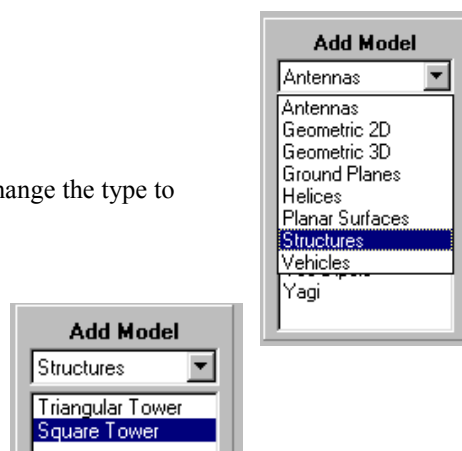 Add Model
Antennas
Antennas
Geometric 2D
Geometric 3D
Ground Planes
Helices
Planar Surfaces
Structures
Vehicles
Yagi
hange the type to
Add Model
Structures
Triangular Tower
Square Tower